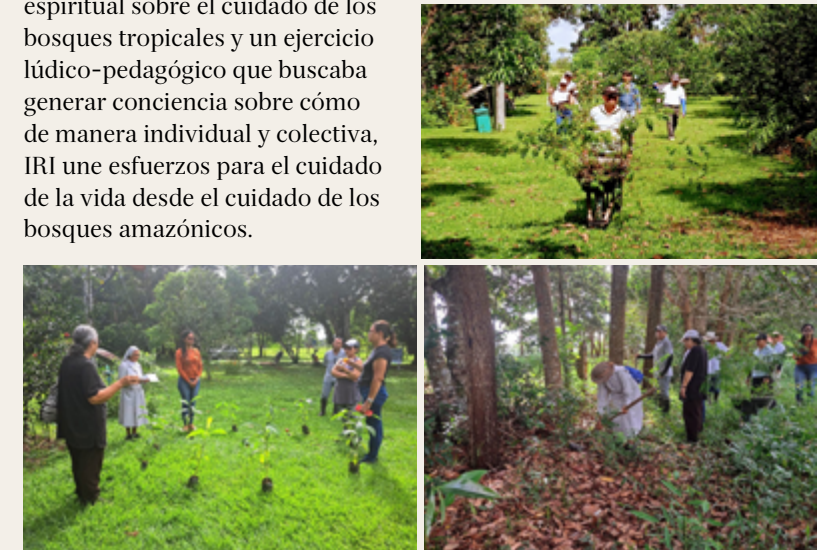 espiritual sobre el cuidado de los
bosques tropicales y un ejercicio
lúdico-pedagógico que buscaba
generar conciencia sobre cómo
de manera individual y colectiva,
IRI une esfuerzos para el cuidado
de la vida desde el cuidado de los
bosques amazónicos.